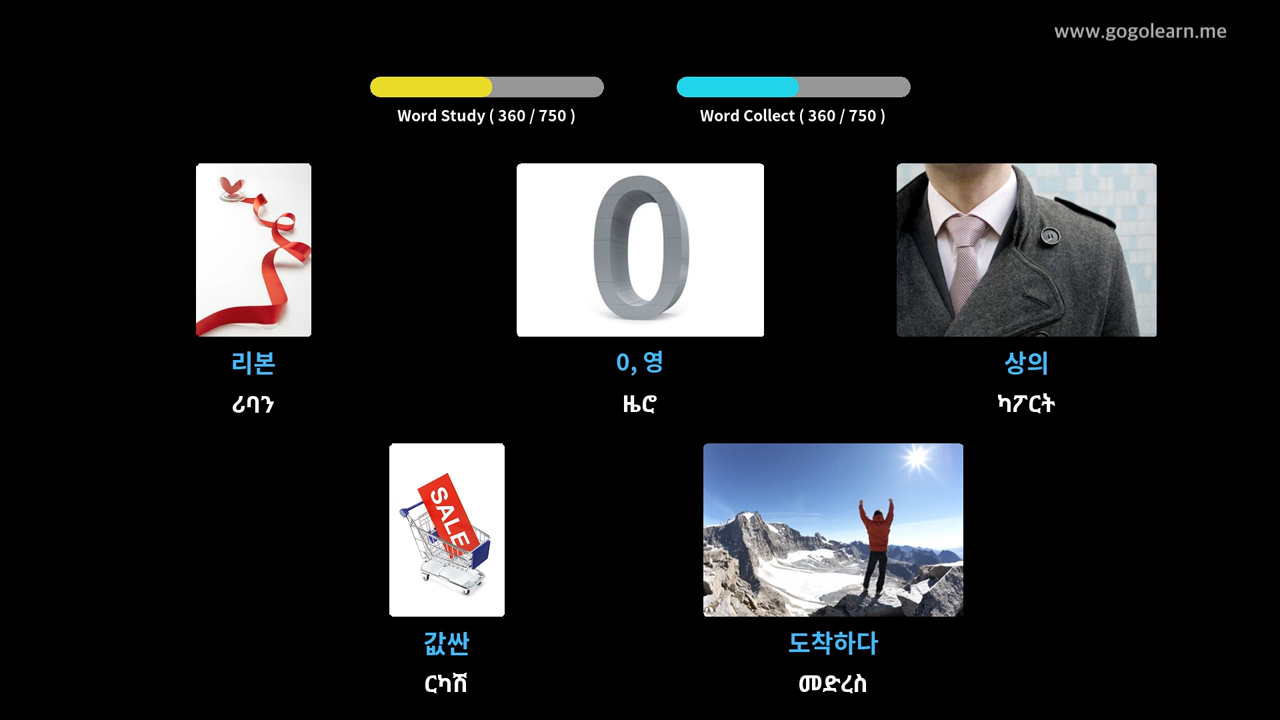 www.gogolearn.me
Word Study ( 360 / 750 )
Word Collect ( 360 / 750 )
리본
ሪባን
0, 영
ዜሮ
상의
ካፖርት
SALE
값싼
ርካሽ
도착하다
መድረስ